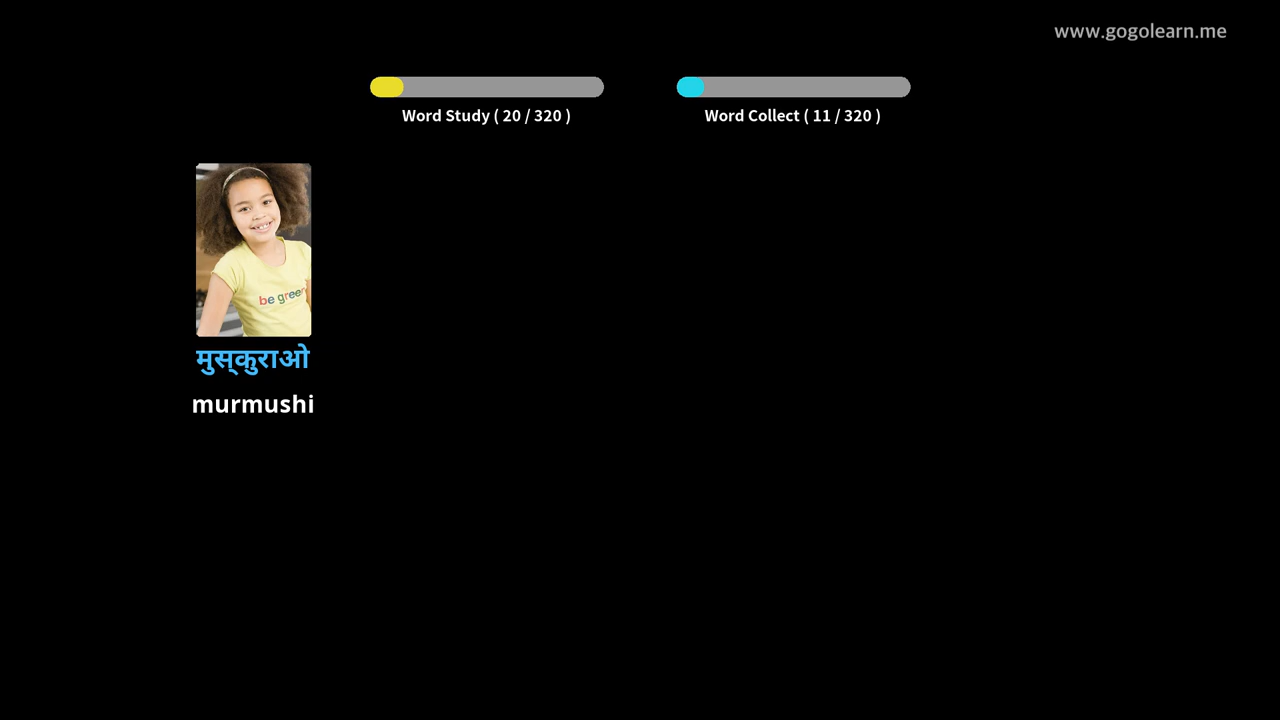 www.gogolearn.me
Word Study ( 20 / 320 )
Word Collect ( 11 / 320 )
be green
मुस्कुराओ
murmushi